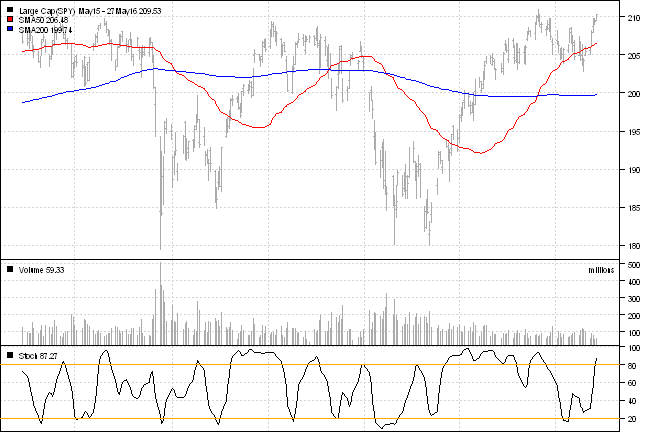 Large Cap(SPY) May15 - 27May16 209.53
SMA50 206.48
SMA200 199.74
210
205
200
195
190
185
180
Volume 59.33
millions
500
400
300
200
100
Stoch 87.27
100
80
60
40
20